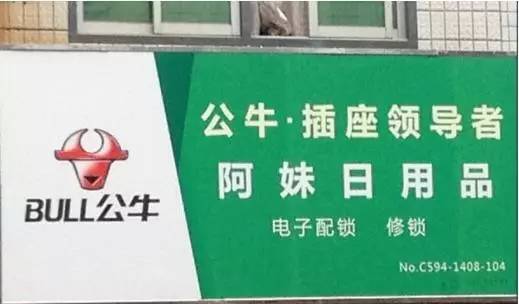 BULL公牛
公牛·插座领导者
阿妹日用品
电子配锁 修锁
No.C594-1408-104